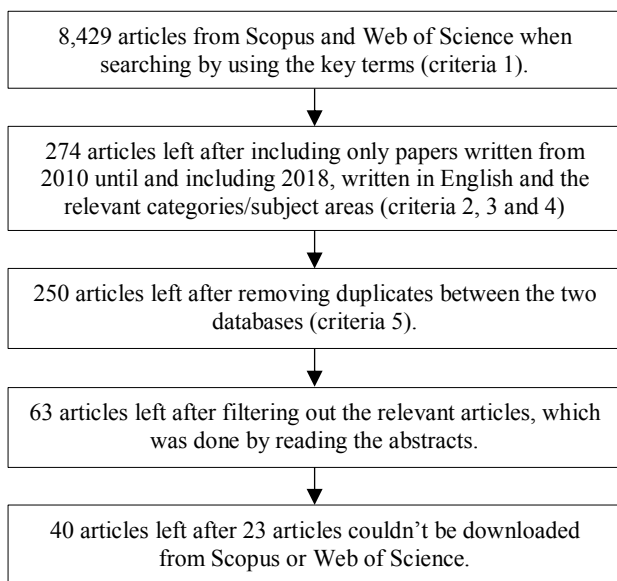 8,429 articles from Scopus and Web of Science when
searching by using the key terms (criteria 1).
274 articles left after including only papers written from
2010 until and including 2018, written in English and the
relevant categories/subject areas (criteria 2, 3 and 4)
250 articles left after removing duplicates between the two
databases (criteria 5).
63 articles left after filtering out the relevant articles, which
was done by reading the abstracts.
40 articles left after 23 articles couldn’t be downloaded
from Scopus or Web of Science.